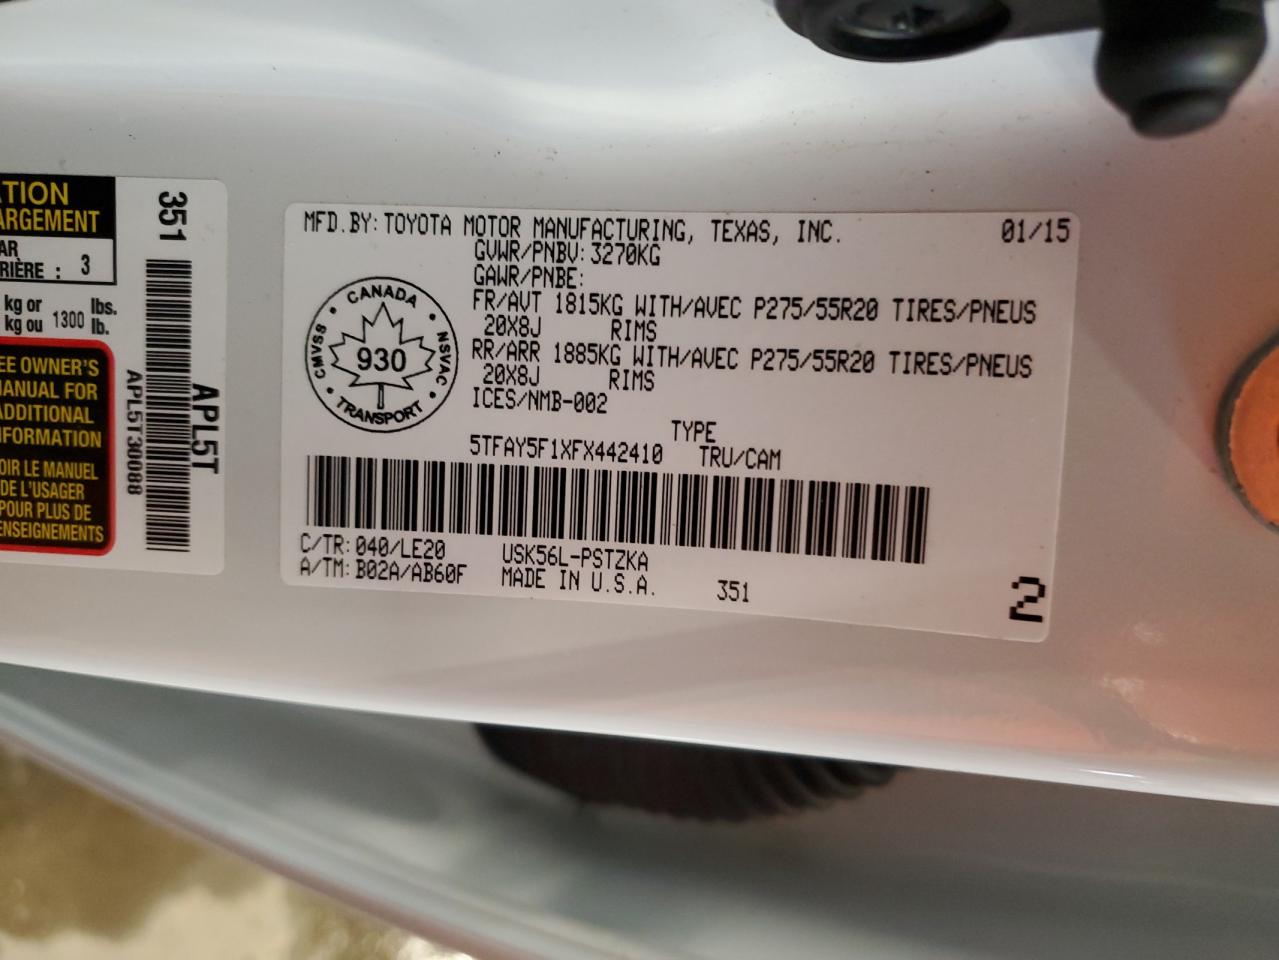 TION
ARGEMENT
AR
RIÈRE : 3
kg or 1300 lbs.
kg ou lb.
EE OWNER'S
MANUAL FOR
ADDITIONAL
NFORMATION
OIR LE MANUEL
DE L'USAGER
POUR PLUS DE
ENSEIGNEMENTS
351
APL5T
APL5T30088
MFD.BY: TOYOTA MOTOR MANUFACTURING, TEXAS, INC. 01/15
GVWR/PNBV: 3270KG
GAWR/PNBE:
FR/AVT 1815KG WITH/AVEC P275/55R20 TIRES/PNEUS
20X8J RIMS
RR/ARR 1885KG WITH/AVEC P275/55R20 TIRES/PNEUS
20X8J RIMS
ICES/NMB-002
CANADA
CMVSS 930 NSVAC
TRANSPORT
TYPE
5TFAY5F1XFX442410 TRU/CAM
C/TR: 040/LE20 USK56L-PSTZKA
A/TM: B02A/AB60F MADE IN U.S.A. 351
2